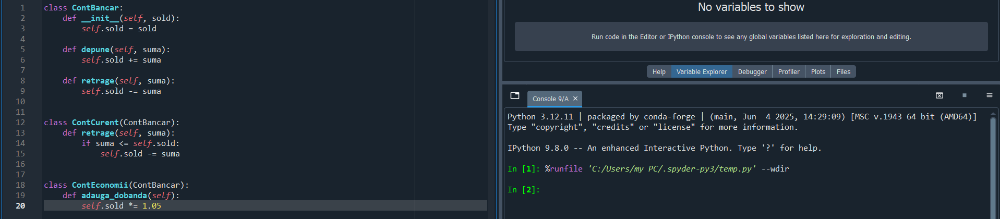 1 class ContBancar:
2     def __init__(self, sold):
3         self.sold = sold
4
5     def depune(self, suma):
6         self.sold += suma
7
8     def retrage(self, suma):
9         self.sold -= suma
10
11
12 class ContCurent(ContBancar):
13     def retrage(self, suma):
14         if suma <= self.sold:
15             self.sold -= suma
16
17
18 class ContEconomii(ContBancar):
19     def adauga_dobanda(self):
20         self.sold *= 1.05
No variables to show
Run code in the Editor or IPython console to see any global variables listed here for exploration and editing.
Help Variable Explorer Debugger Profiler Plots Files
Console 9/A
Python 3.12.11 | packaged by conda-forge | (main, Jun  4 2025, 14:29:09) [MSC v.1943 64 bit (AMD64)]
Type "copyright", "credits" or "license" for more information.
IPython 9.8.0 -- An enhanced Interactive Python. Type '?' for help.
In [1]: %runfile 'C:/Users/my PC/.spyder-py3/temp.py' --wdir
In [2]: